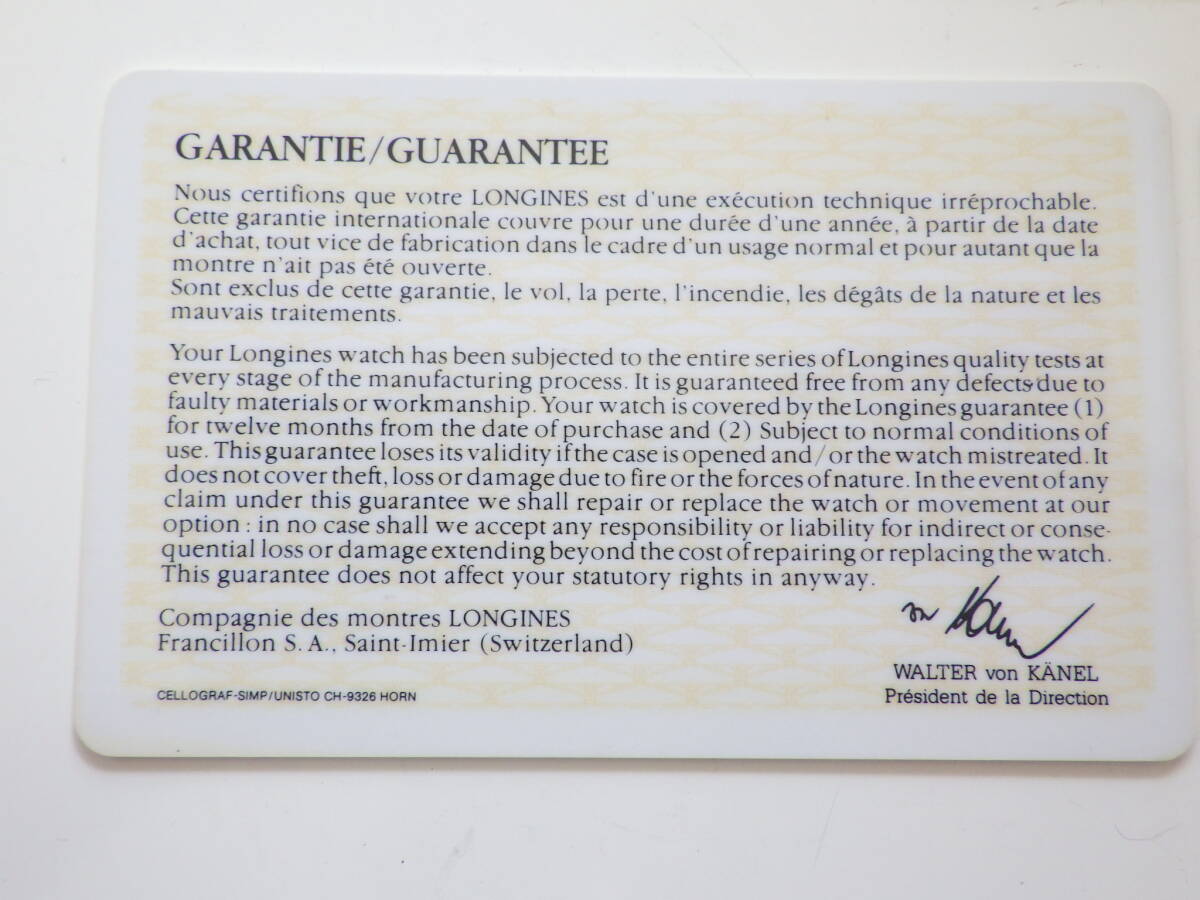 GARANTIE/GUARANTEE
Nous certifions que votre LONGINES est d'une exécution technique irréprochable.
Cette garantie internationale couvre pour une durée d'une année, à partir de la date
d'achat, tout vice de fabrication dans le cadre d'un usage normal et pour autant que la
montre n'ait pas été ouverte.
Sont exclus de cette garantie, le vol, la perte, l'incendie, les dégâts de la nature et les
mauvais traitements.
Your Longines watch has been subjected to the entire series of Longines quality tests at
every stage of the manufacturing process. It is guaranteed free from any defects due to
faulty materials or workmanship. Your watch is covered by the Longines guarantee (1)
for twelve months from the date of purchase and (2) Subject to normal conditions of
use. This guarantee loses its validity if the case is opened and/or the watch mistreated. It
does not cover theft, loss or damage due to fire or the forces of nature. In the event of any
claim under this guarantee we shall repair or replace the watch or movement at our
option : in no case shall we accept any responsibility or liability for indirect or conse-
quential loss or damage extending beyond the cost of repairing or replacing the watch.
This guarantee does not affect your statutory rights in anyway.
Compagnie des montres LONGINES
Francillon S.A., Saint-Imier (Switzerland)
WALTER von KÄNEL
Président de la Direction
CELLOGRAF-SIMP/UNISTO CH-9326 HORN